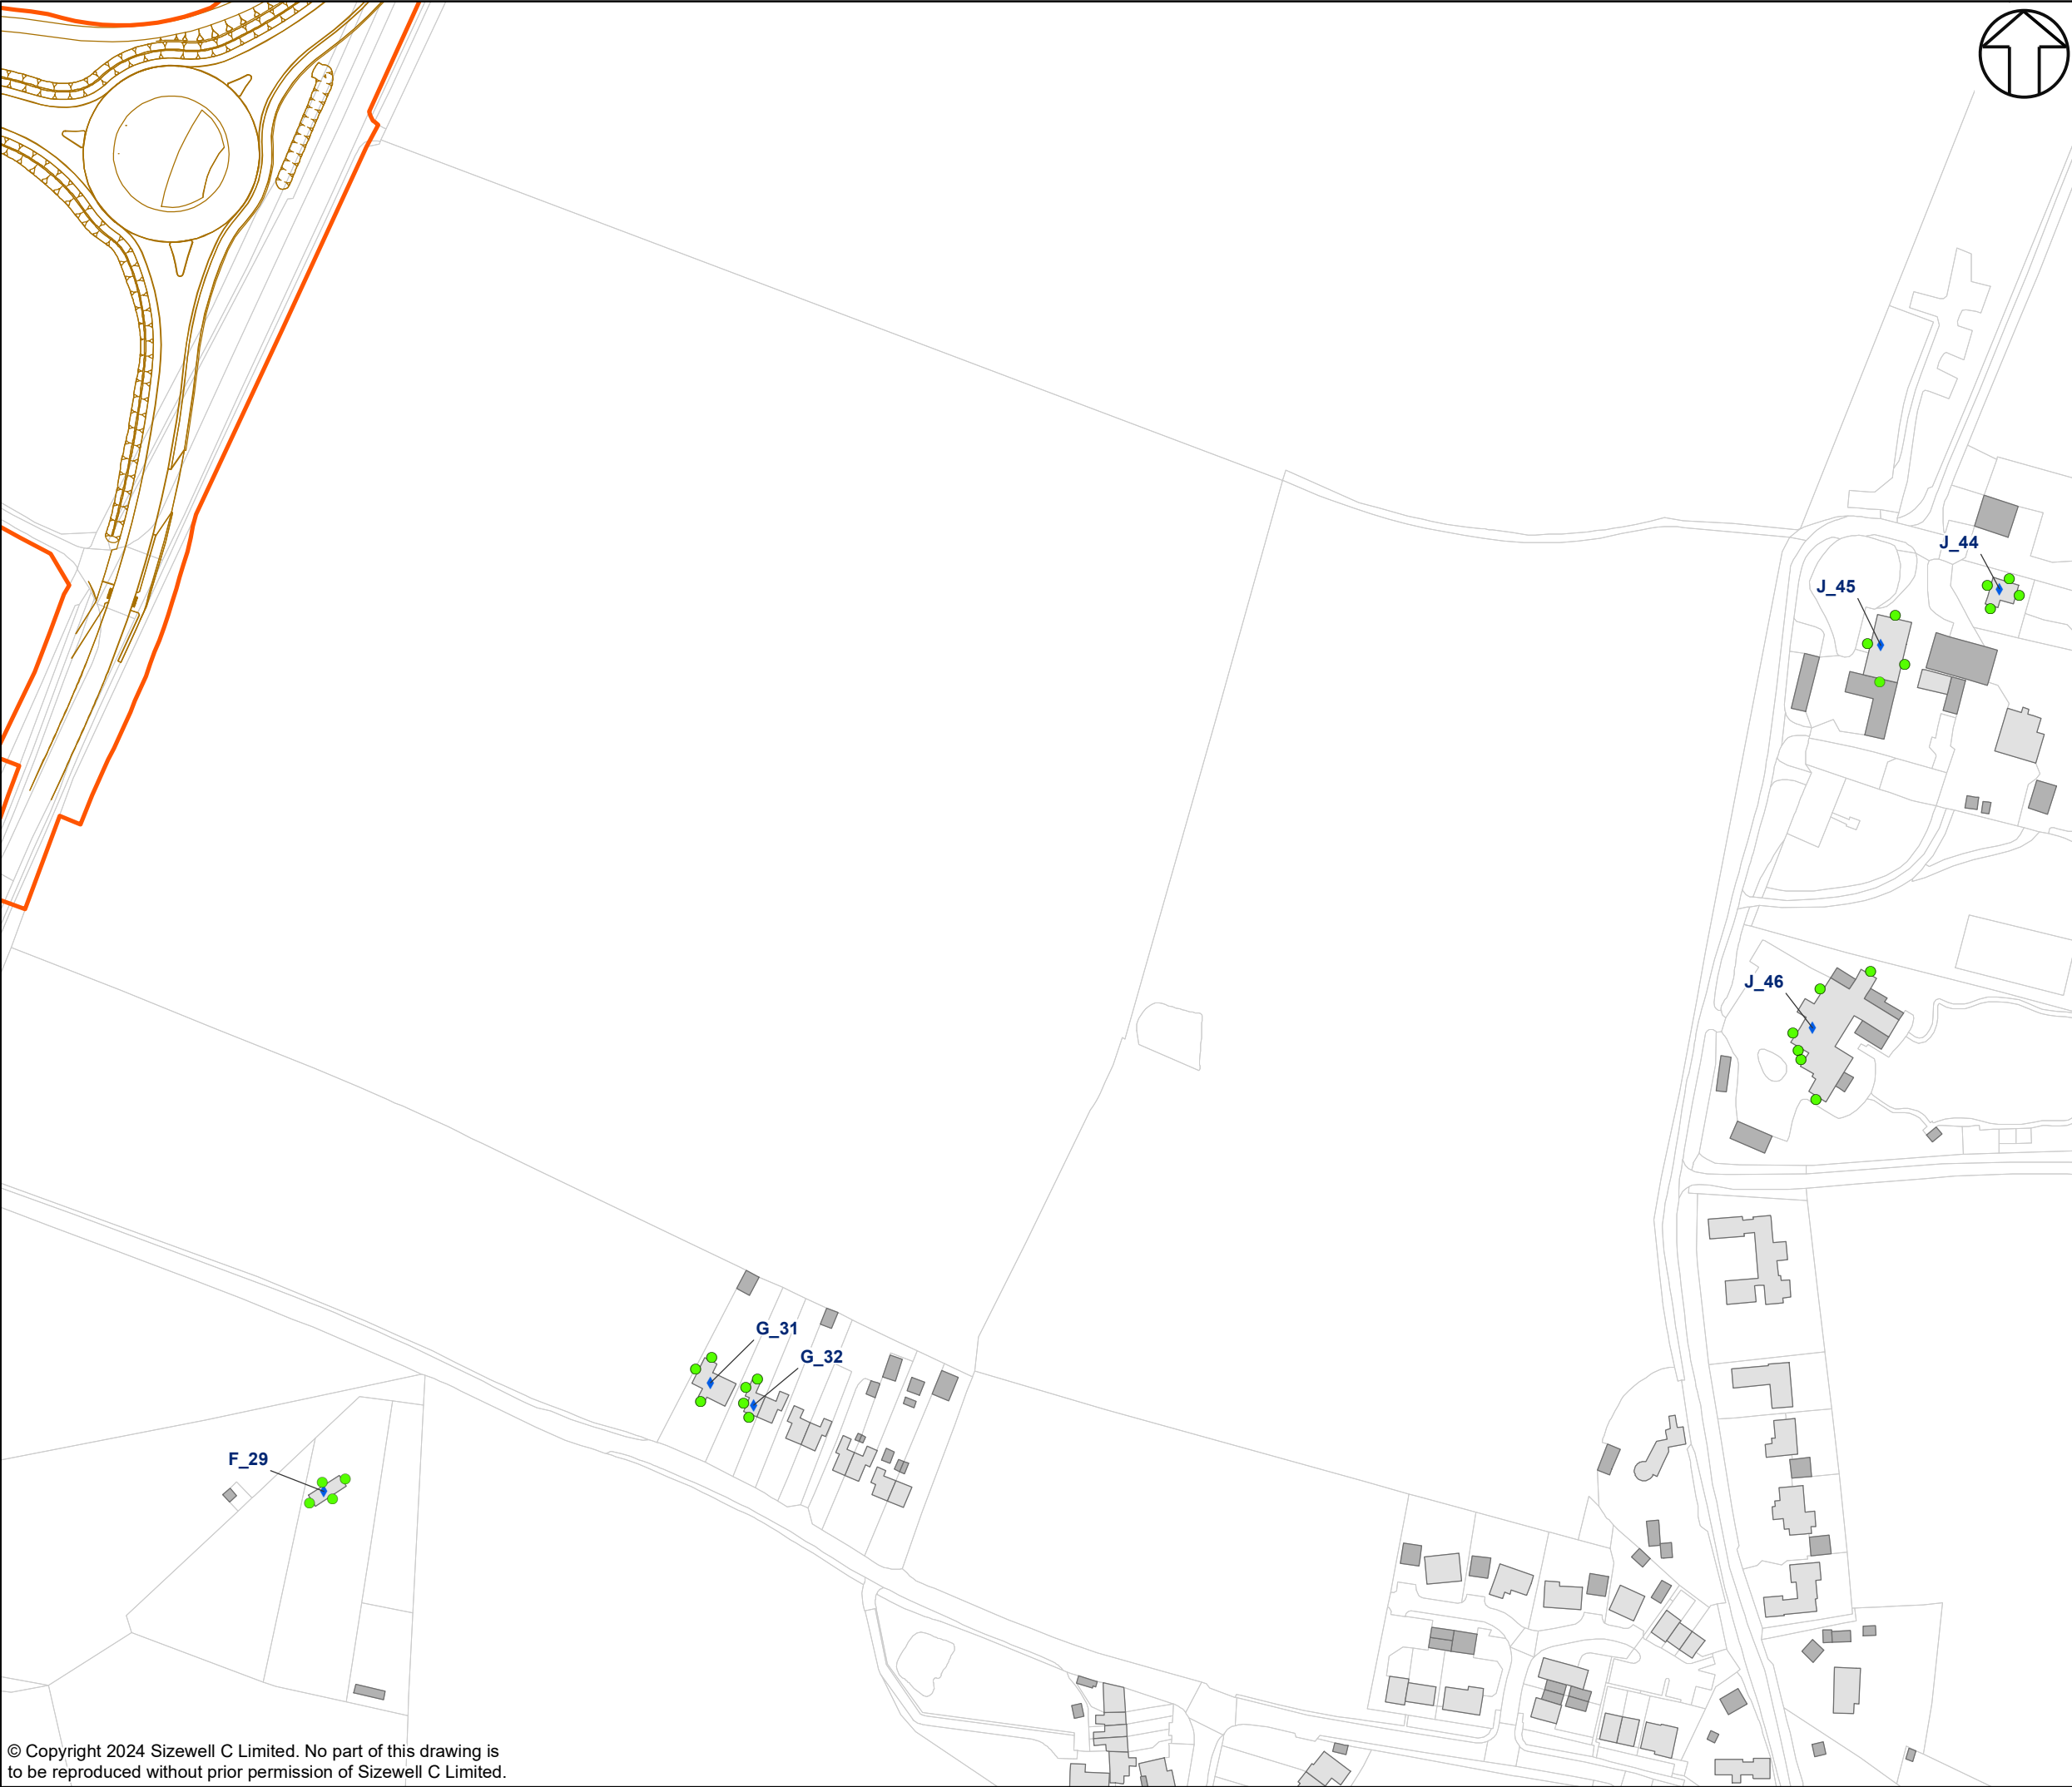 J_44
J_45
J_46
G_31
G_32
F_29
© Copyright 2024 Sizewell C Limited. No part of this drawing is
to be reproduced without prior permission of Sizewell C Limited.